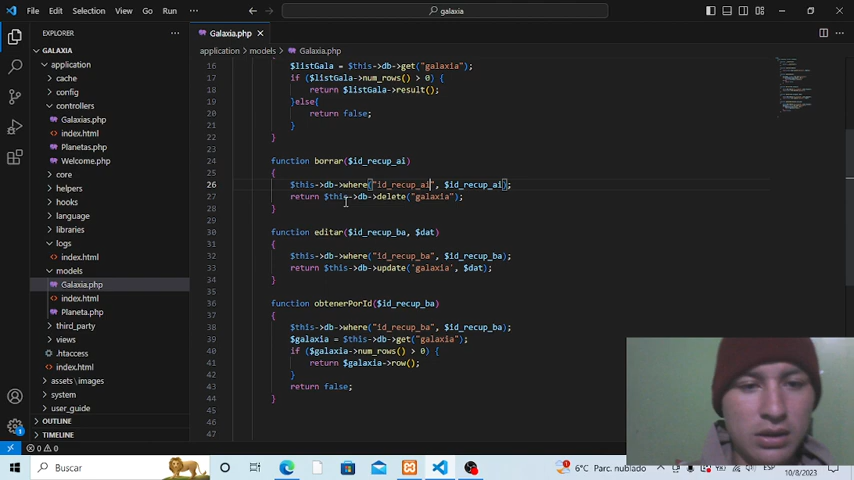 File Edit Selection View Go Run ...
galaxia
EXPLORER
GALAXIA
application
cache
config
controllers
Galaxias.php
index.html
Planetas.php
Welcome.php
core
helpers
hooks
language
libraries
logs
index.html
models
Galaxia.php
index.html
Planeta.php
third_party
views
.htaccess
index.html
assets \ images
system
user_guide
OUTLINE
TIMELINE
Galaxia.php
application > models > Galaxia.php
16 $listGala = $this->db->get("galaxia");
17 if ($listGala->num_rows() > 0) {
18 return $listGala->result();
19 }else{
20 return false;
21 }
22 }
23
24 function borrar($id_recup_ai)
25 {
26 $this->db->where("id_recup_ai", $id_recup_ai);
27 return $this->db->delete("galaxia");
28 }
29
30 function editar($id_recup_ba, $dat)
31 {
32 $this->db->where("id_recup_ba", $id_recup_ba);
33 return $this->db->update('galaxia', $dat);
34 }
35
36 function obtenerPorId($id_recup_ba)
37 {
38 $this->db->where("id_recup_ba", $id_recup_ba);
39 $galaxia = $this->db->get("galaxia");
40 if ($galaxia->num_rows() > 0) {
41 return $galaxia->row();
42 }
43 return false;
44 }
45
46
47
0 0
Buscar
6°C Parc. nublado
ESP
10/8/2023